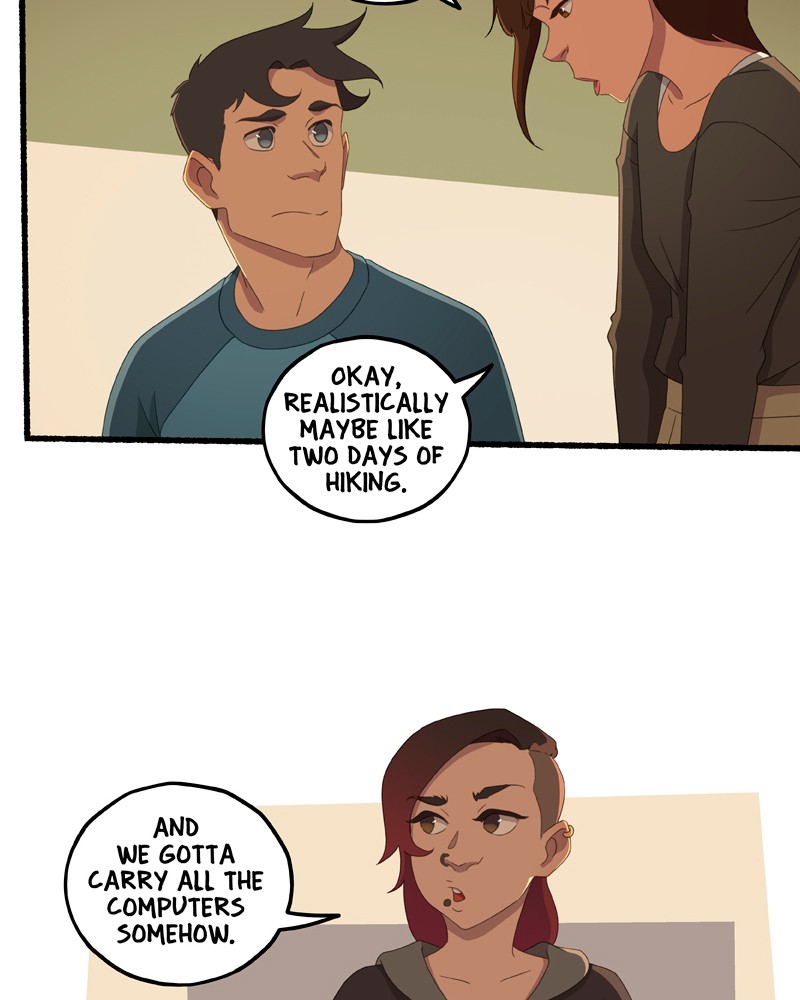 OKAY,
REALISTICALLY
MAYBE LIKE
TWO DAYS OF
HIKING.
AND
WE GOTTA
CARRY ALL THE
COMPUTERS
SOMEHOW.